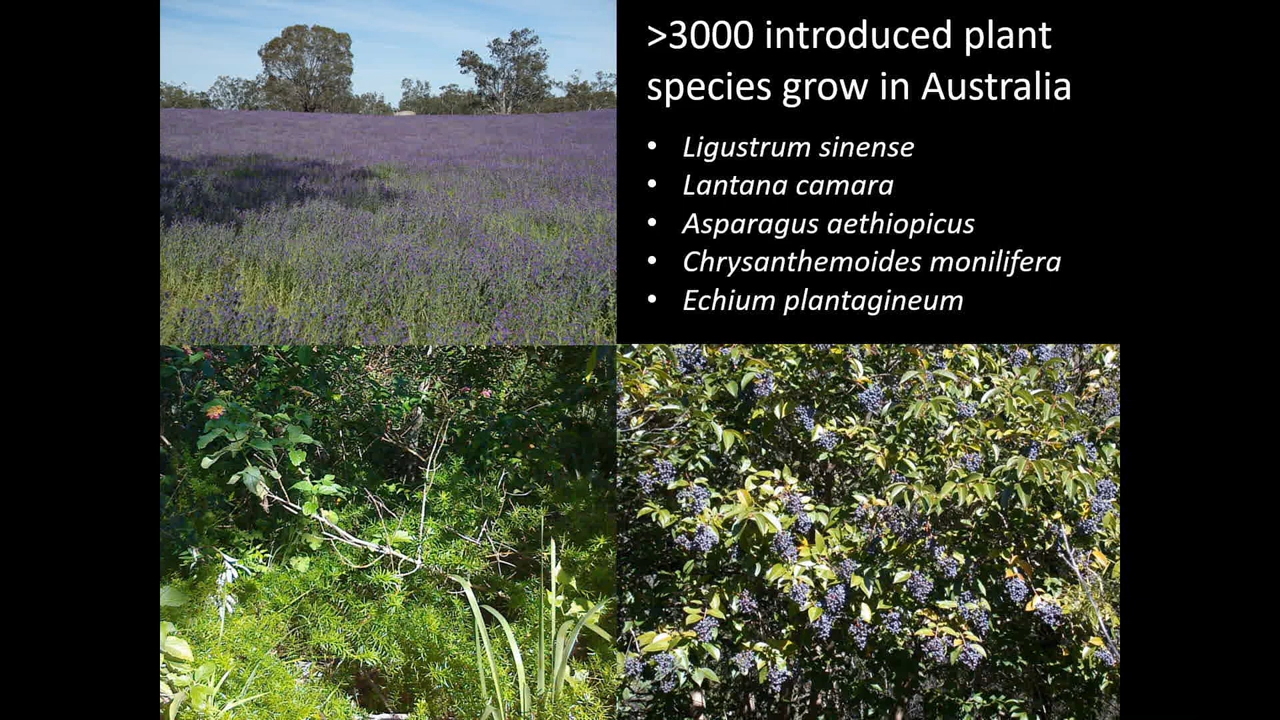 >3000 introduced plant
species grow in Australia
• Ligustrum sinense
• Lantana camara
• Asparagus aethiopicus
• Chrysanthemoides monilifera
• Echium plantagineum